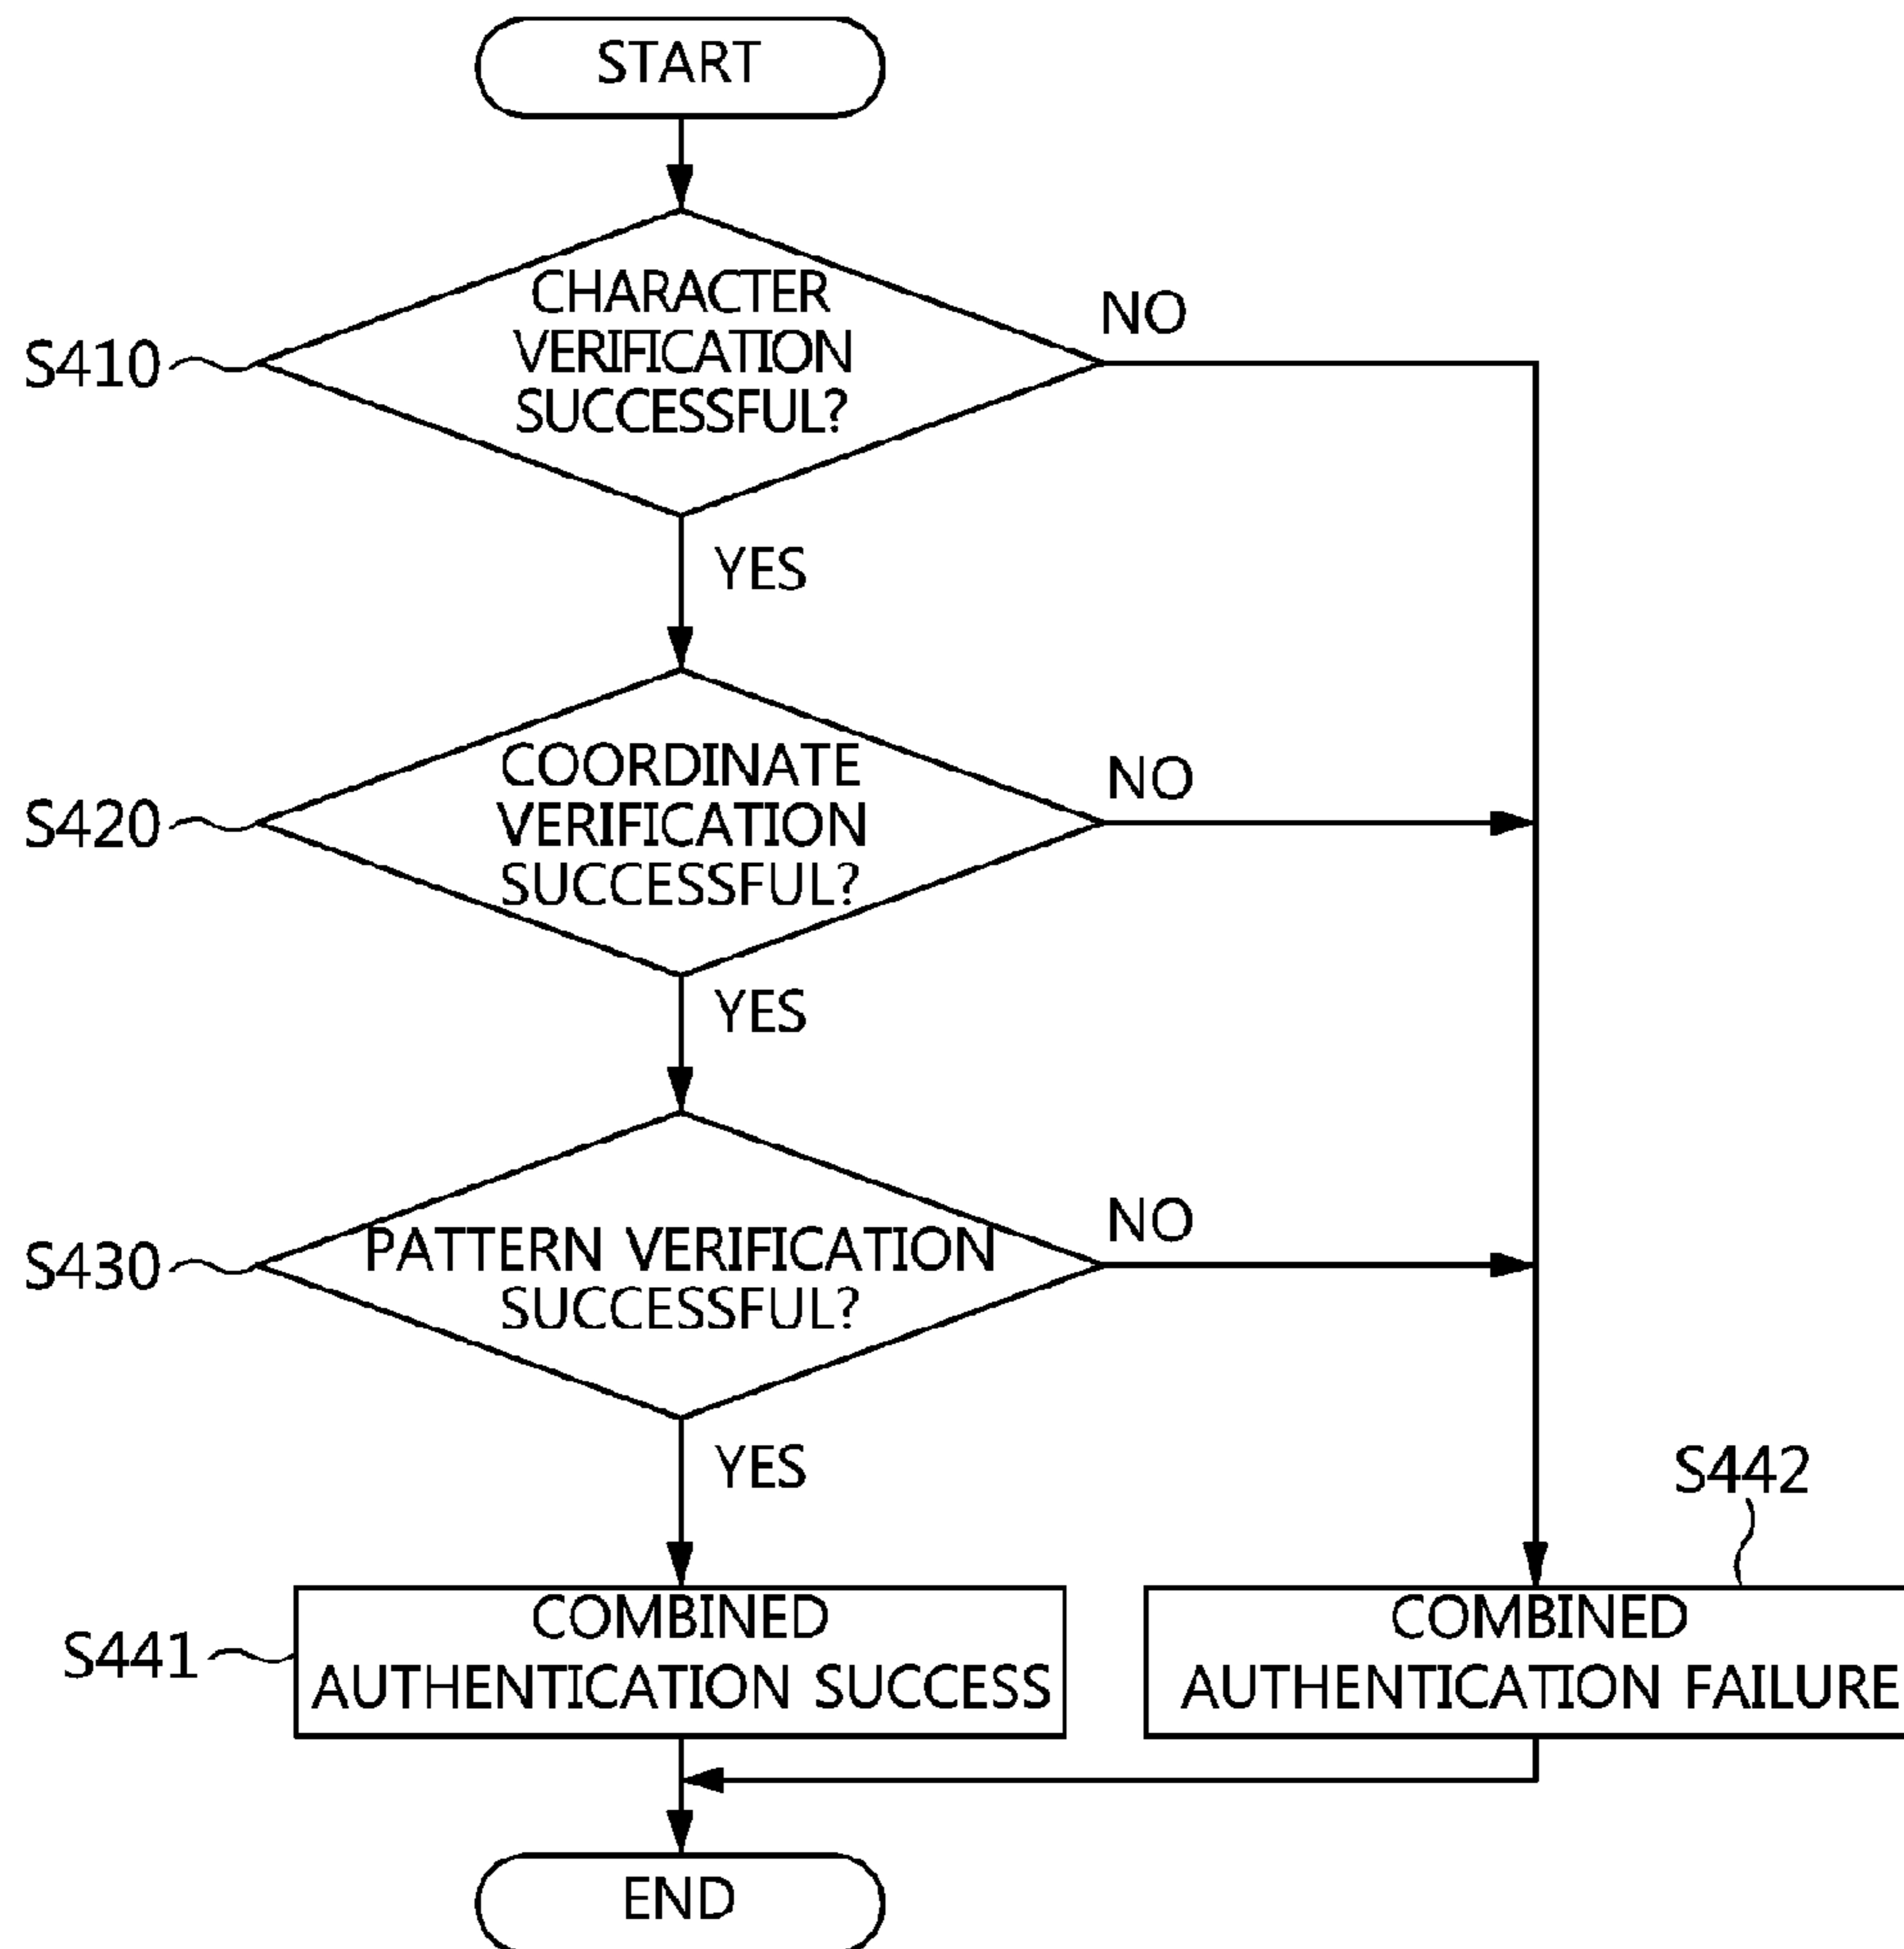 START
CHARACTER
VERIFICATION
SUCCESSFUL?
NO
S410
YES
COORDINATE
VERIFICATION
SUCCESSFUL?
NO
S420
YES
PATTERN VERIFICATION
SUCCESSFUL?
NO
S430
YES
S442
COMBINED
AUTHENTICATION SUCCESS
S441
COMBINED
AUTHENTICATION FAILURE
END